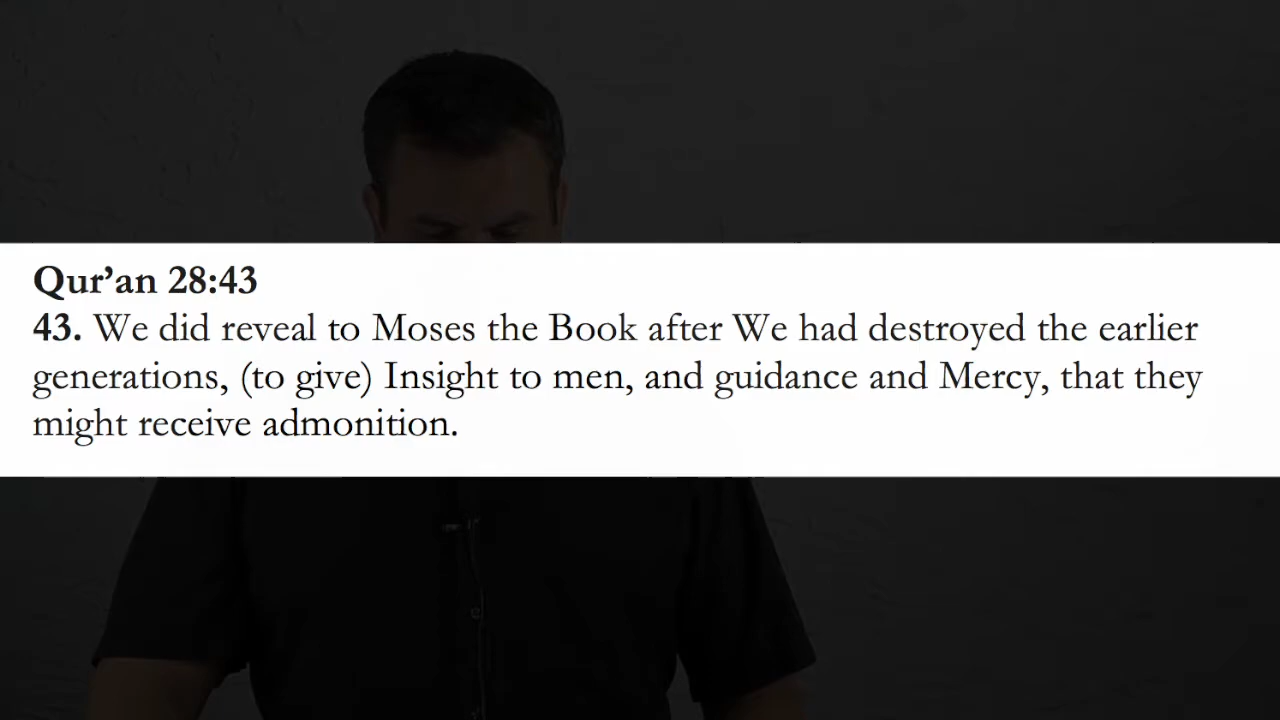 Qur’an 28:43
43. We did reveal to Moses the Book after We had destroyed the earlier
generations, (to give) Insight to men, and guidance and Mercy, that they
might receive admonition.